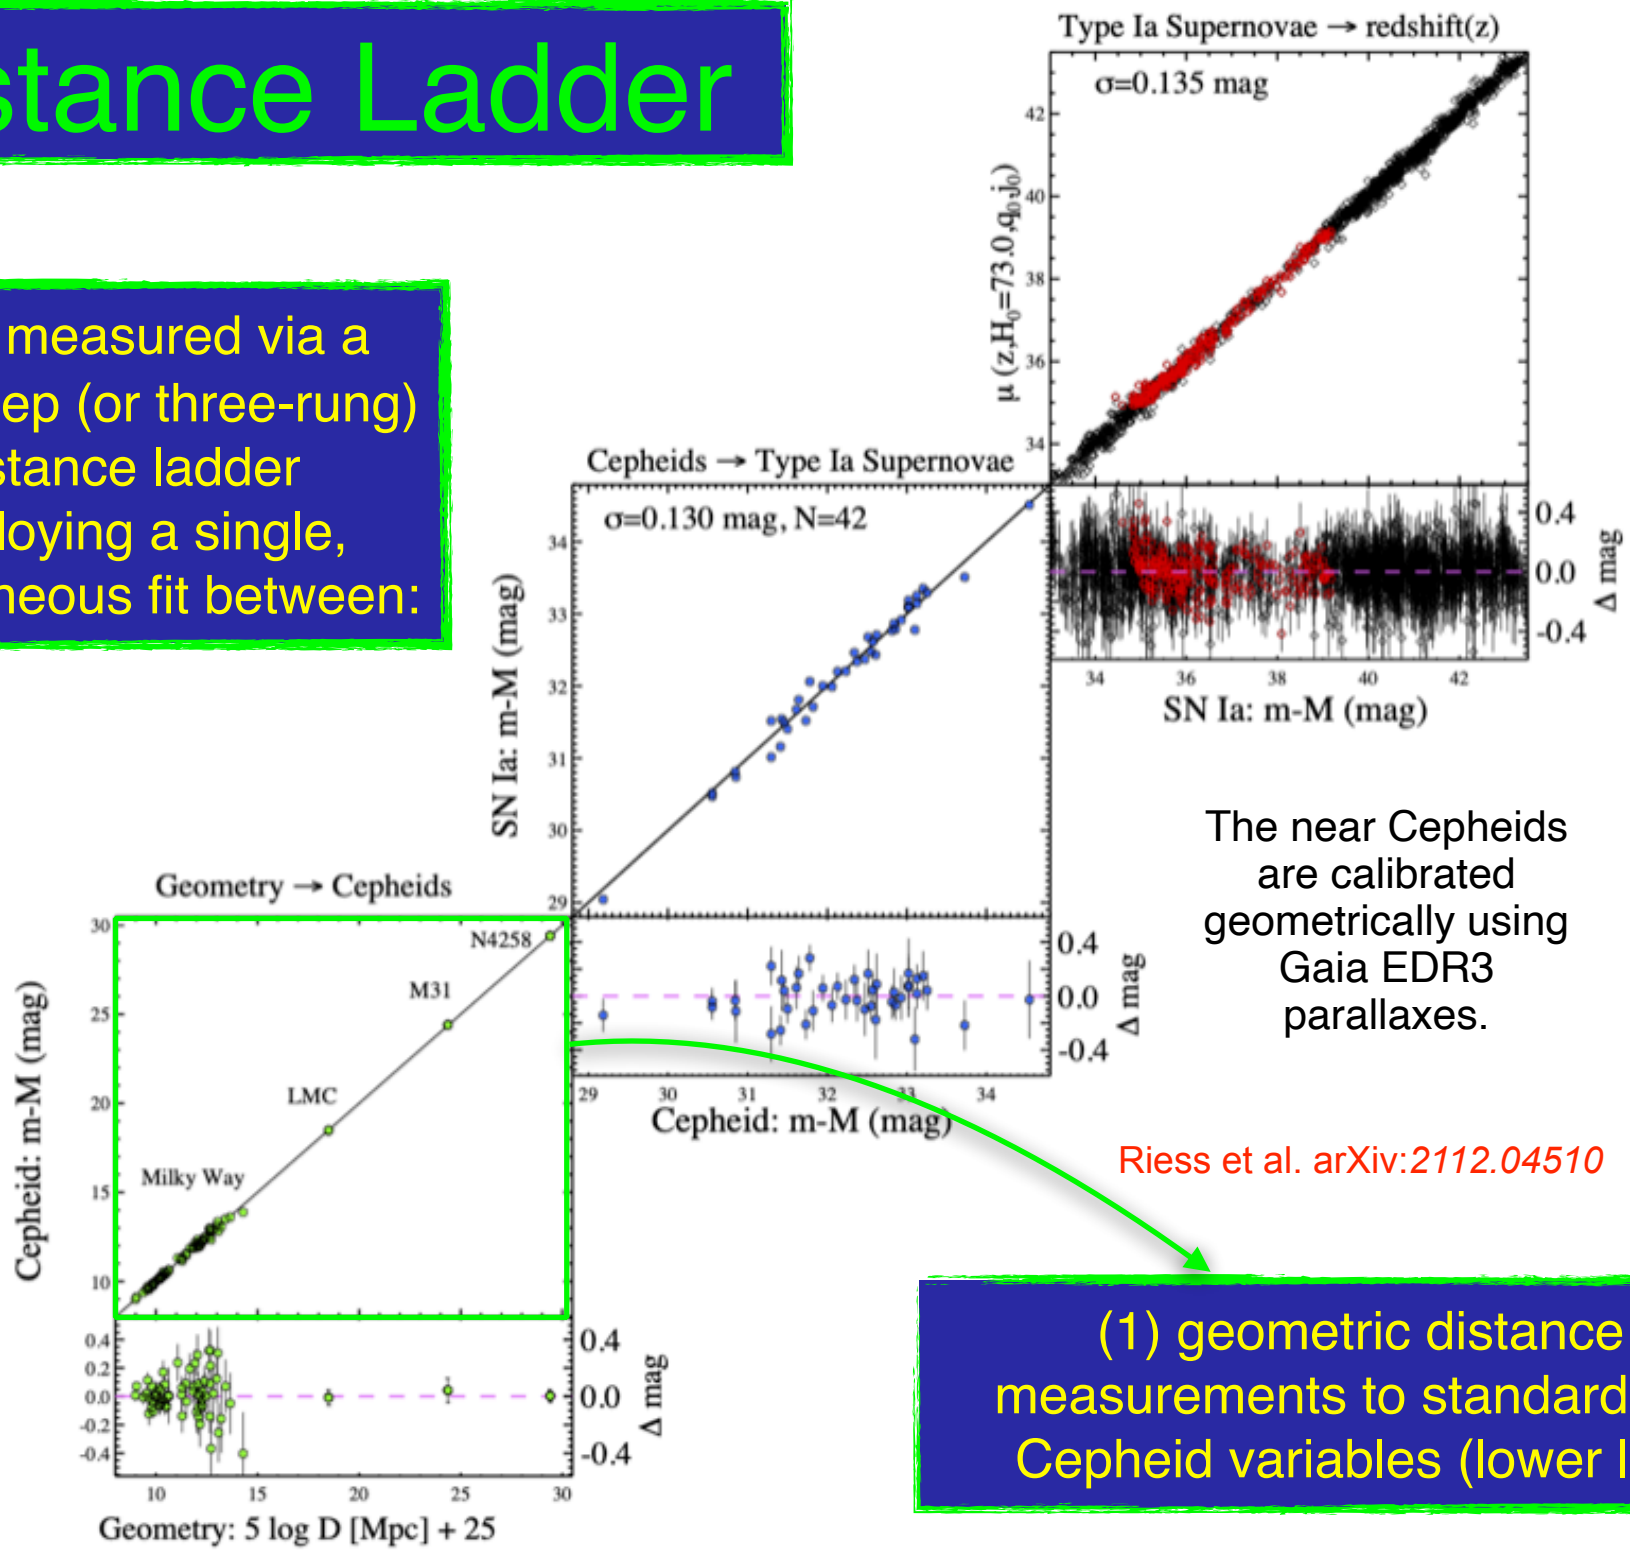 stance Ladder
measured via a
ep (or three-rung)
stance ladder
loying a single,
neous fit between:
Type Ia Supernovae → redshift(z)
σ=0.135 mag
μ (z,H₀=73.0,q₀,j₀)
42
40
38
36
34
0.4
0.0
-0.4
Δ mag
34 36 38 40 42
SN Ia: m-M (mag)
Cepheids → Type Ia Supernovae
σ=0.130 mag, N=42
SN Ia: m-M (mag)
34
33
32
31
30
29
0.4
0.0
-0.4
Δ mag
29 30 31 32 33 34
Cepheid: m-M (mag)
The near Cepheids
are calibrated
geometrically using
Gaia EDR3
parallaxes.
Riess et al. arXiv:2112.04510
Geometry → Cepheids
Cepheid: m-M (mag)
30
25
20
15
10
N4258
M31
LMC
Milky Way
0.4
0.2
0.0
-0.2
-0.4
0.4
0.0
-0.4
Δ mag
10 15 20 25 30
Geometry: 5 log D [Mpc] + 25
(1) geometric distance
measurements to standard
Cepheid variables (lower l